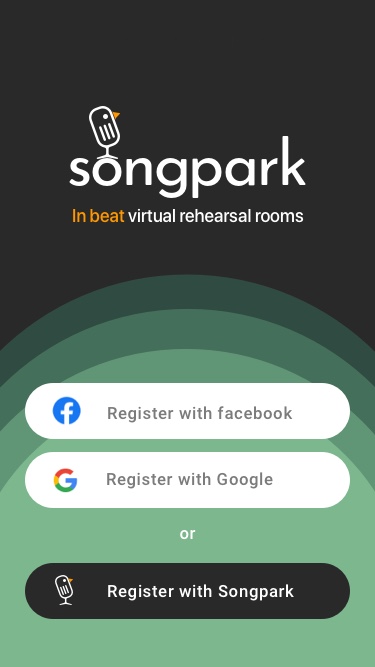 songpark
In beat virtual rehearsal rooms
Register with facebook
Register with Google
or
Register with Songpark